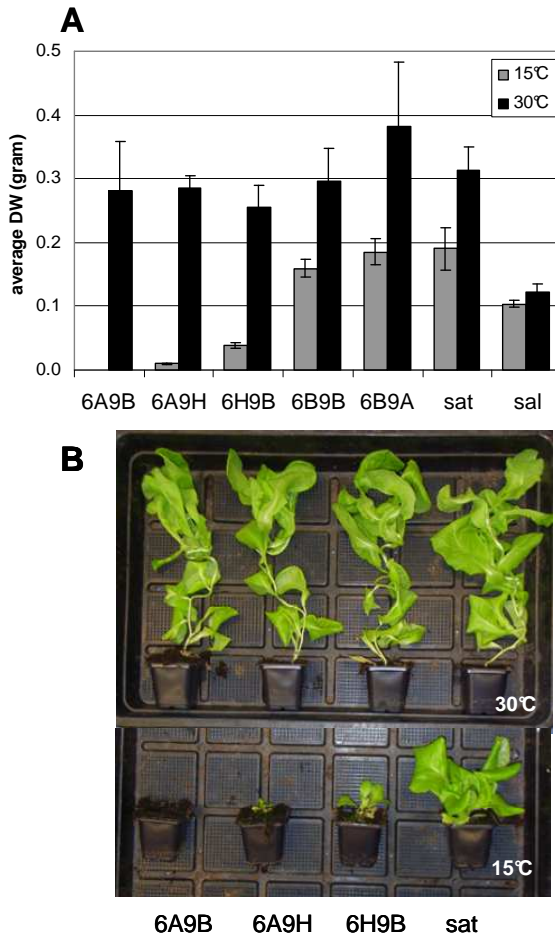 A
average DW (gram)
0.5
0.4
0.3
0.2
0.1
0.0
15°C
30°C
6A9B 6A9H 6H9B 6B9B 6B9A sat sal
B
30°C
15°C
6A9B 6A9H 6H9B sat